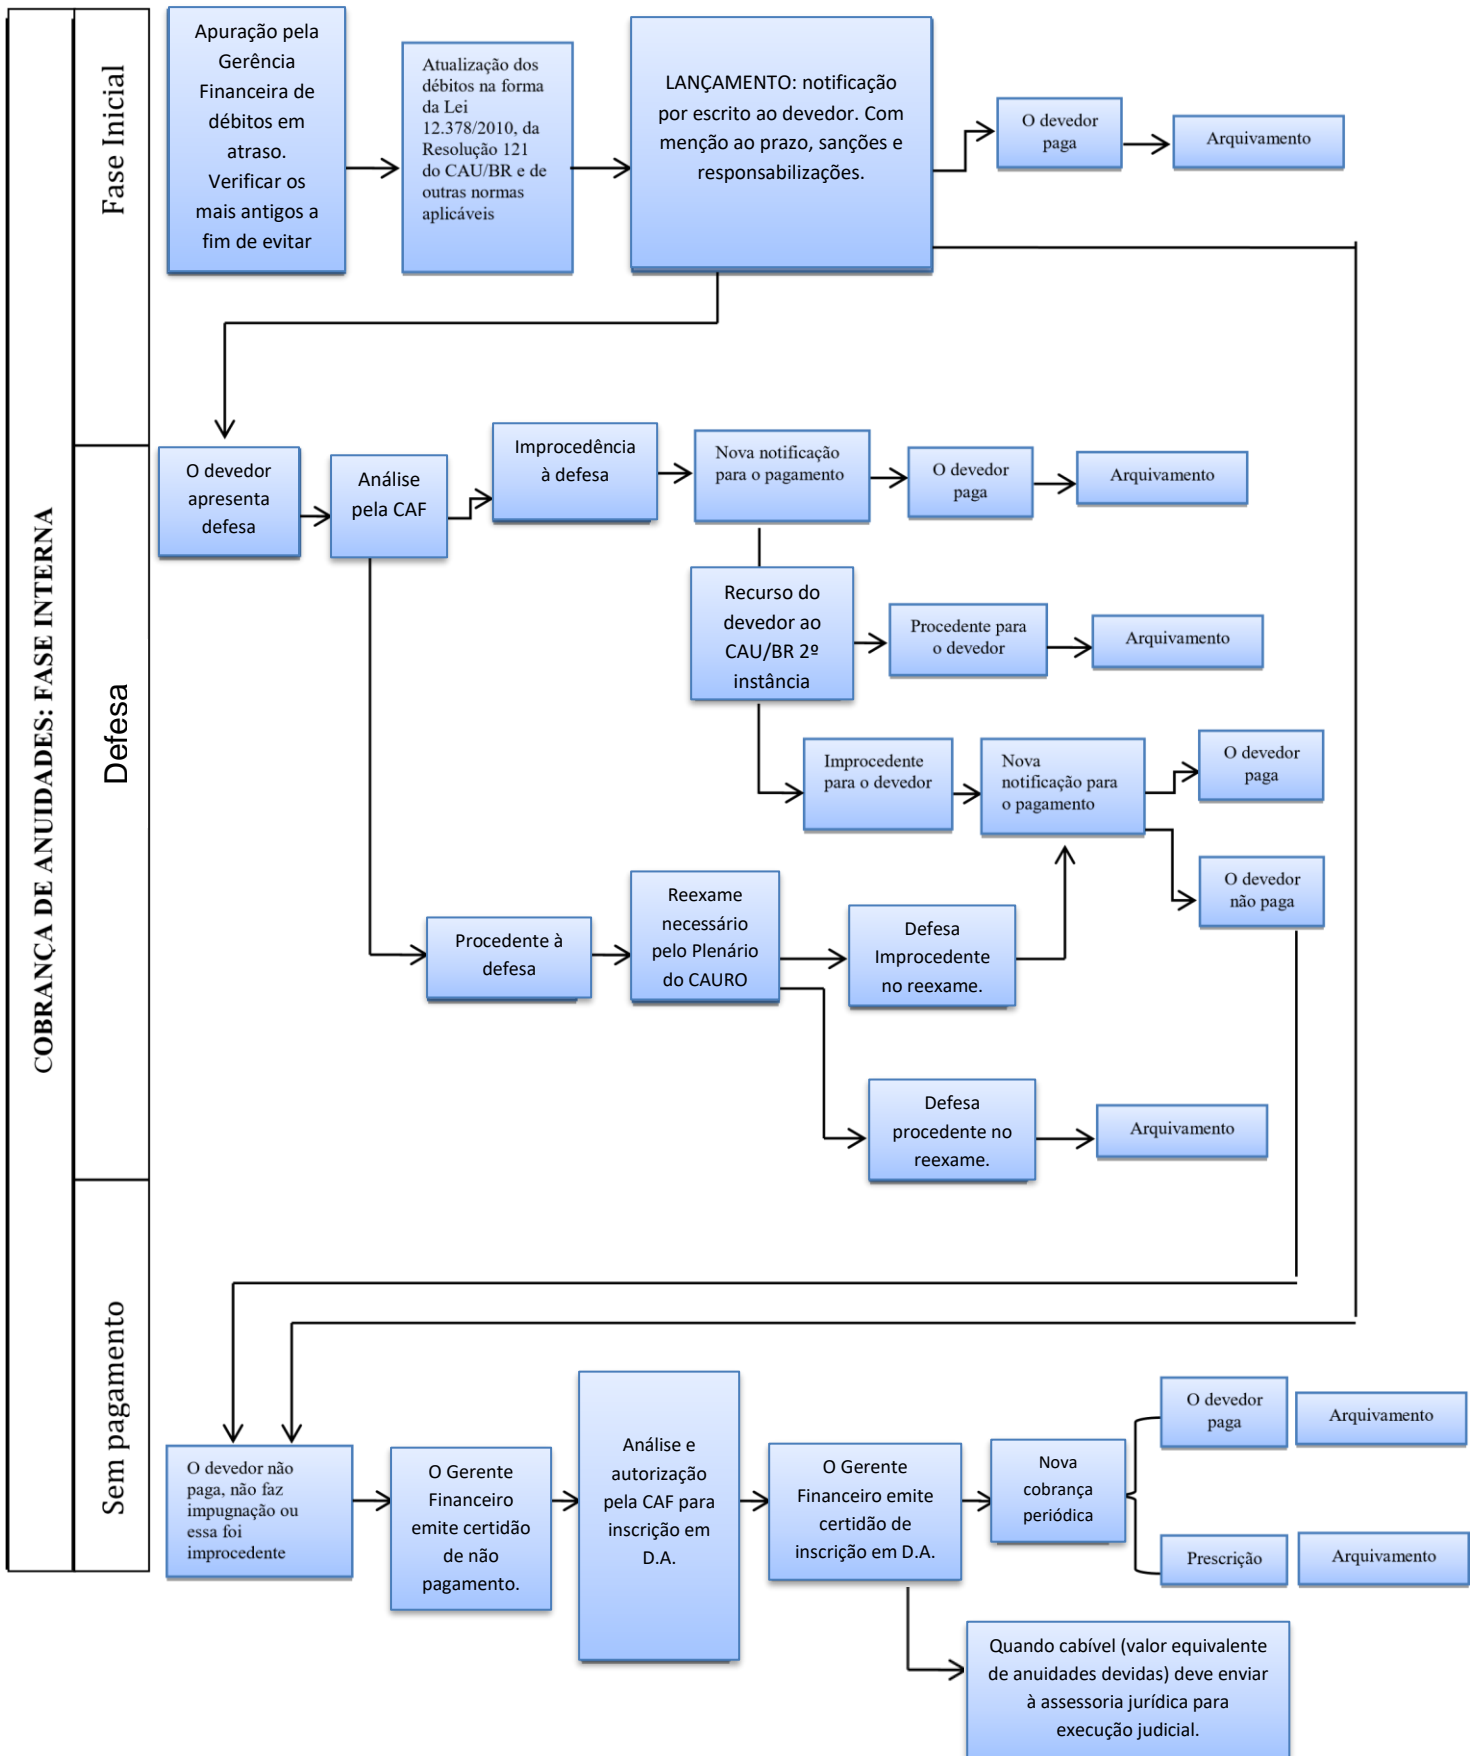 COBRANÇA DE ANUIDADES: FASE INTERNA
Fase Inicial
Apuração pela
Gerência
Financeira de
débitos em
atraso.
Verificar os
mais antigos a
fim de evitar
Atualização dos
débitos na forma
da Lei
12.378/2010, da
Resolução 121
do CAU/BR e de
outras normas
aplicáveis
LANÇAMENTO: notificação
por escrito ao devedor. Com
menção ao prazo, sanções e
responsabilizações.
O devedor
paga
Arquivamento
Defesa
O devedor
apresenta
defesa
Análise
pela CAF
Improcedência
à defesa
Nova notificação
para o pagamento
O devedor
paga
Arquivamento
Recurso do
devedor ao
CAU/BR 2º
instância
Procedente para
o devedor
Arquivamento
Improcedente
para o devedor
Nova
notificação para
o pagamento
O devedor
paga
O devedor
não paga
Procedente à
defesa
Reexame
necessário
pelo Plenário
do CAURO
Defesa
Improcedente
no reexame.
Defesa
procedente no
reexame.
Arquivamento
Sem pagamento
O devedor não
paga, não faz
impugnação ou
essa foi
improcedente
O Gerente
Financeiro
emite certidão
de não
pagamento.
Análise e
autorização
pela CAF para
inscrição em
D.A.
O Gerente
Financeiro emite
certidão de
inscrição em D.A.
Nova
cobrança
periódica
O devedor
paga
Arquivamento
Prescrição
Arquivamento
Quando cabível (valor equivalente
de anuidades devidas) deve enviar
à assessoria jurídica para
execução judicial.